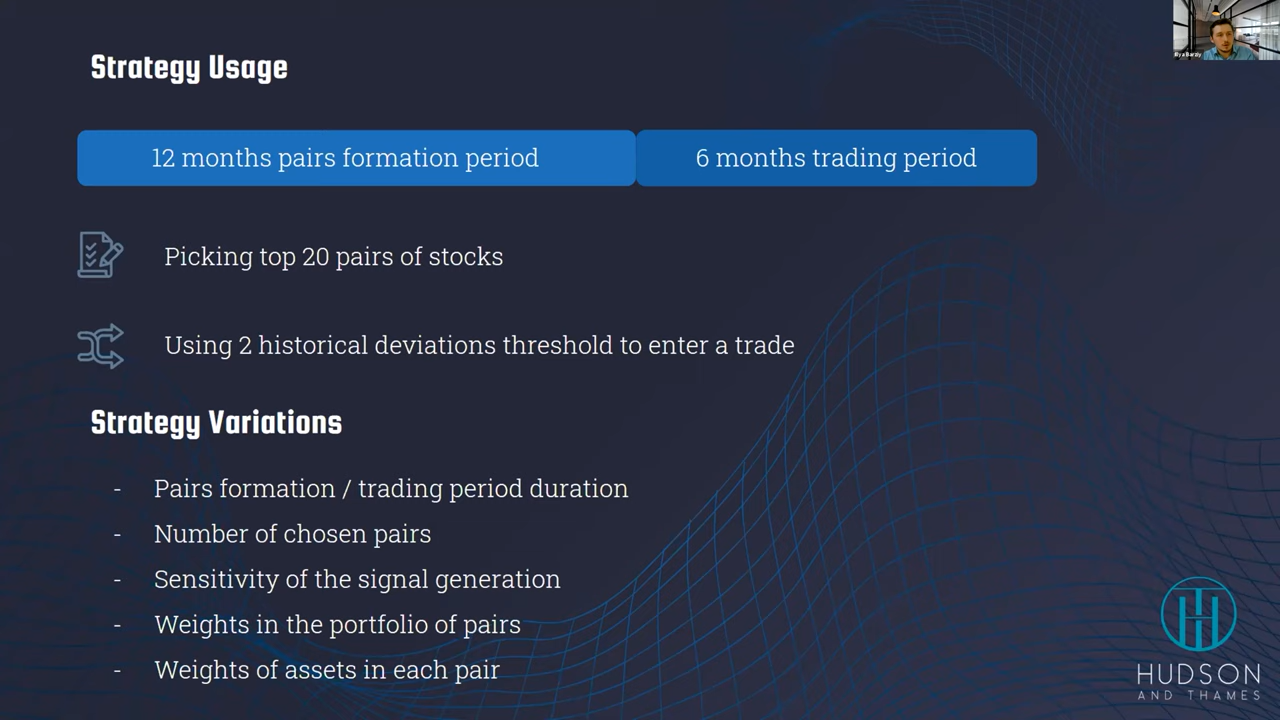 Strategy Usage
12 months pairs formation period
6 months trading period
Picking top 20 pairs of stocks
Using 2 historical deviations threshold to enter a trade
Strategy Variations
- Pairs formation / trading period duration
- Number of chosen pairs
- Sensitivity of the signal generation
- Weights in the portfolio of pairs
- Weights of assets in each pair
HUDSON
AND THAMES